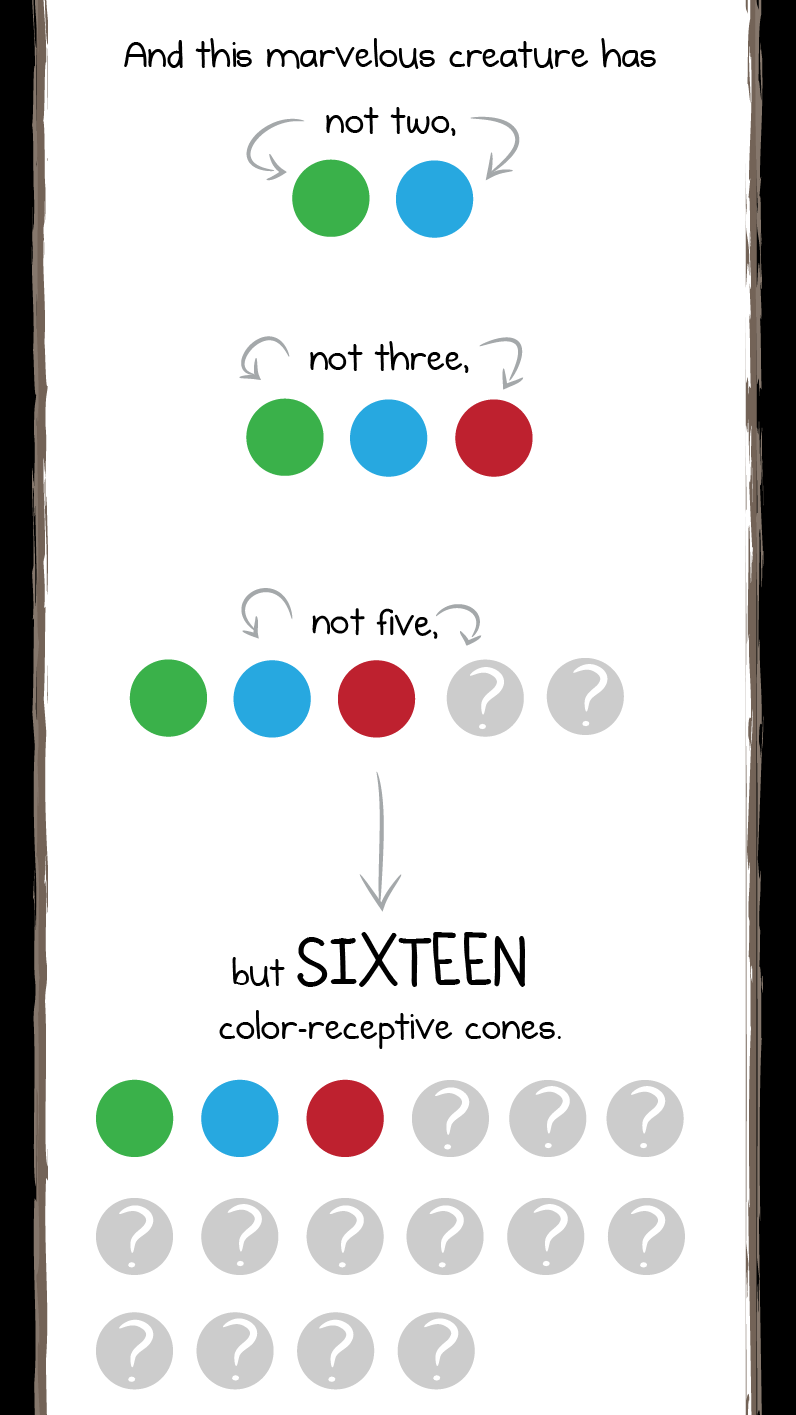 And this marvelous creature has
not two,
not three,
not five,
? ?
but SIXTEEN
color-receptive cones.
? ? ?
? ? ? ? ? ?
? ? ? ?